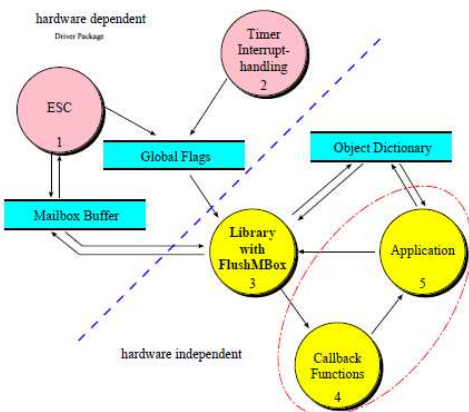 hardware dependent
Driver Package
Timer
Interrupt-
handling
2
ESC
1
Global Flags
Object Dictionary
Mailbox Buffer
Library
with
FlushMBox
3
Application
5
hardware independent
Callback
Functions
4